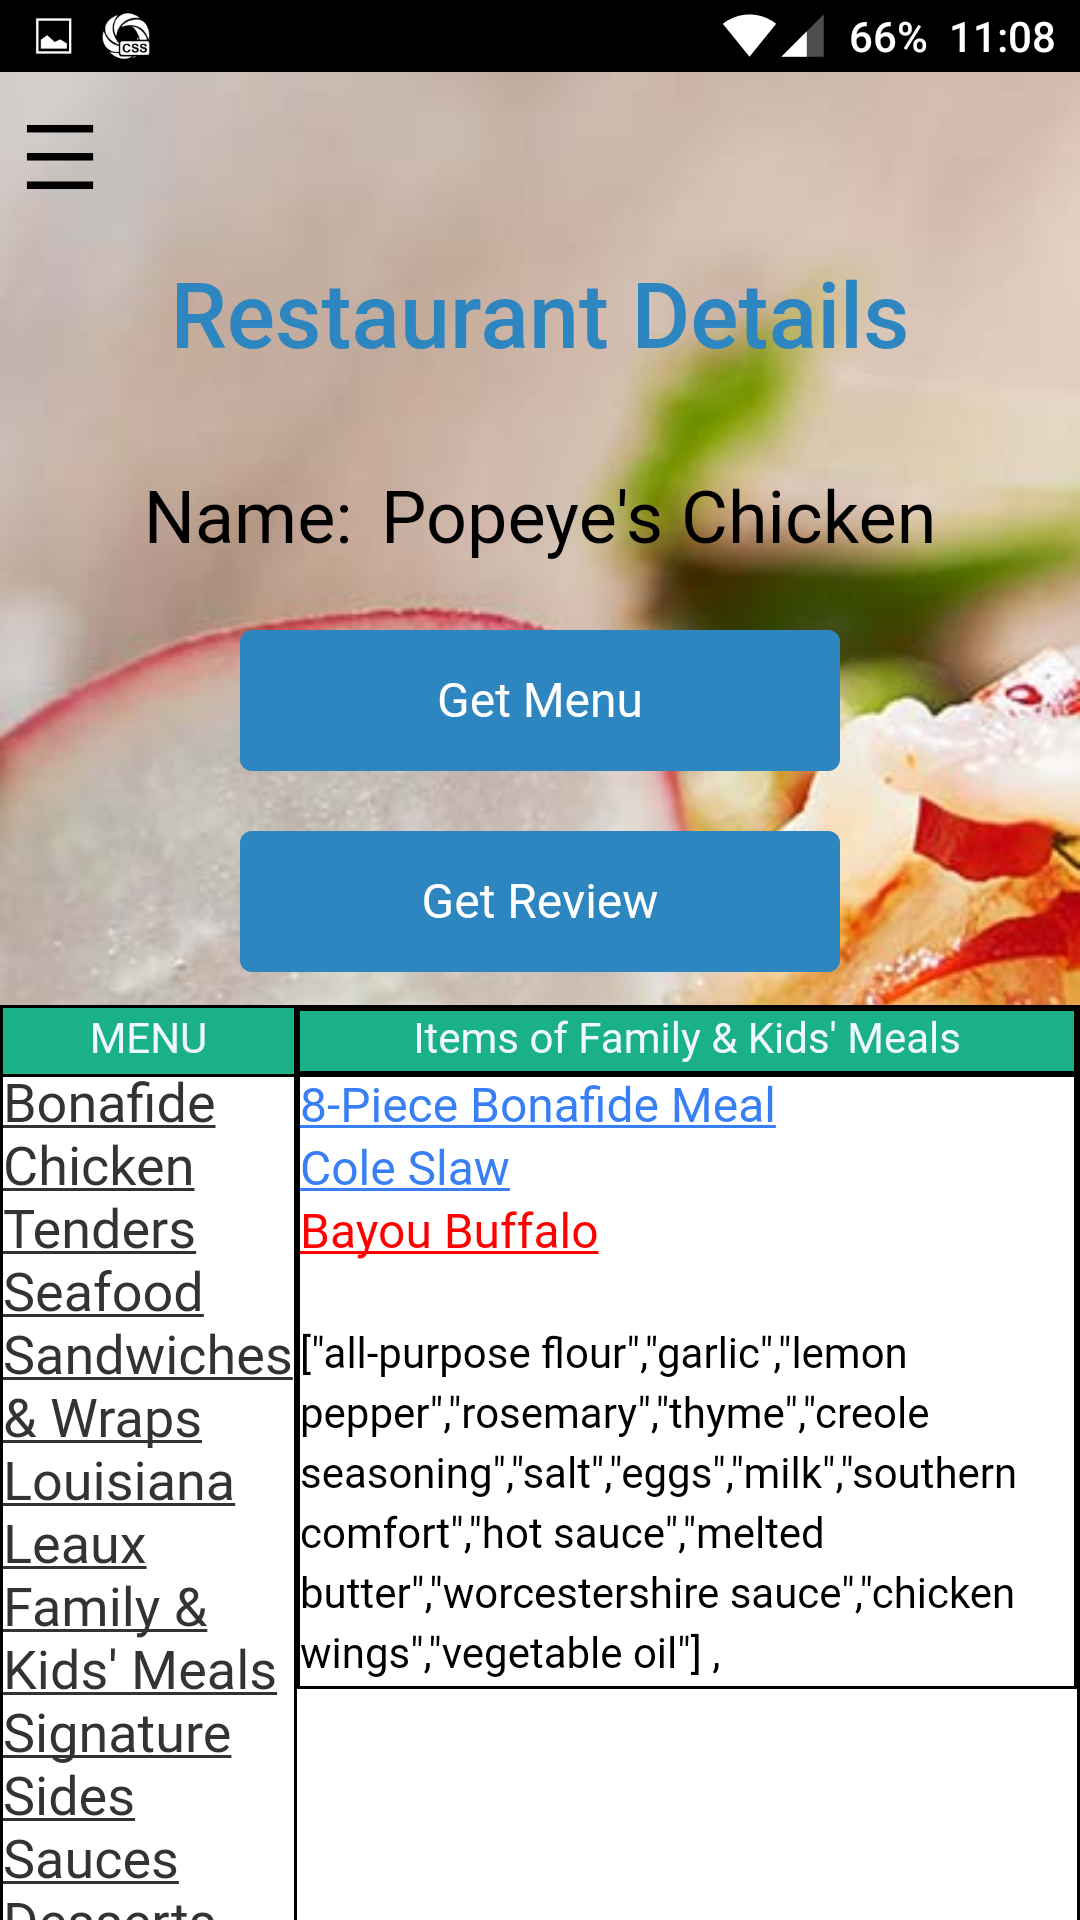 CSS 66% 11:08
Restaurant Details
Name: Popeye's Chicken
Get Menu
Get Review
MENU
Bonafide
Chicken
Tenders
Seafood
Sandwiches
& Wraps
Louisiana
Leaux
Family &
Kids' Meals
Signature
Sides
Sauces
Desserts
Items of Family & Kids' Meals
8-Piece Bonafide Meal
Cole Slaw
Bayou Buffalo
["all-purpose flour","garlic","lemon
pepper","rosemary","thyme","creole
seasoning","salt","eggs","milk","southern
comfort","hot sauce","melted
butter","worcestershire sauce","chicken
wings","vegetable oil"] ,